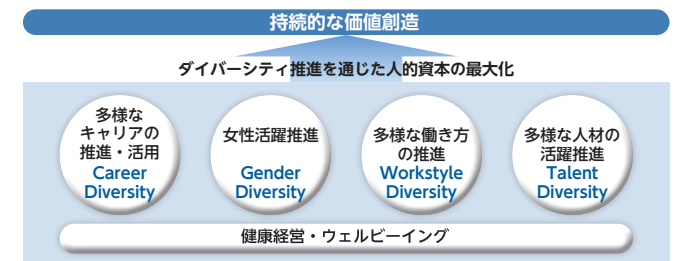 持続的な価値創造
ダイバーシティ推進を通じた人的資本の最大化
多様な
キャリアの
推進・活用
Career
Diversity
女性活躍推進
Gender
Diversity
多様な働き方
の推進
Workstyle
Diversity
多様な人材の
活躍推進
Talent
Diversity
健康経営・ウェルビーイング